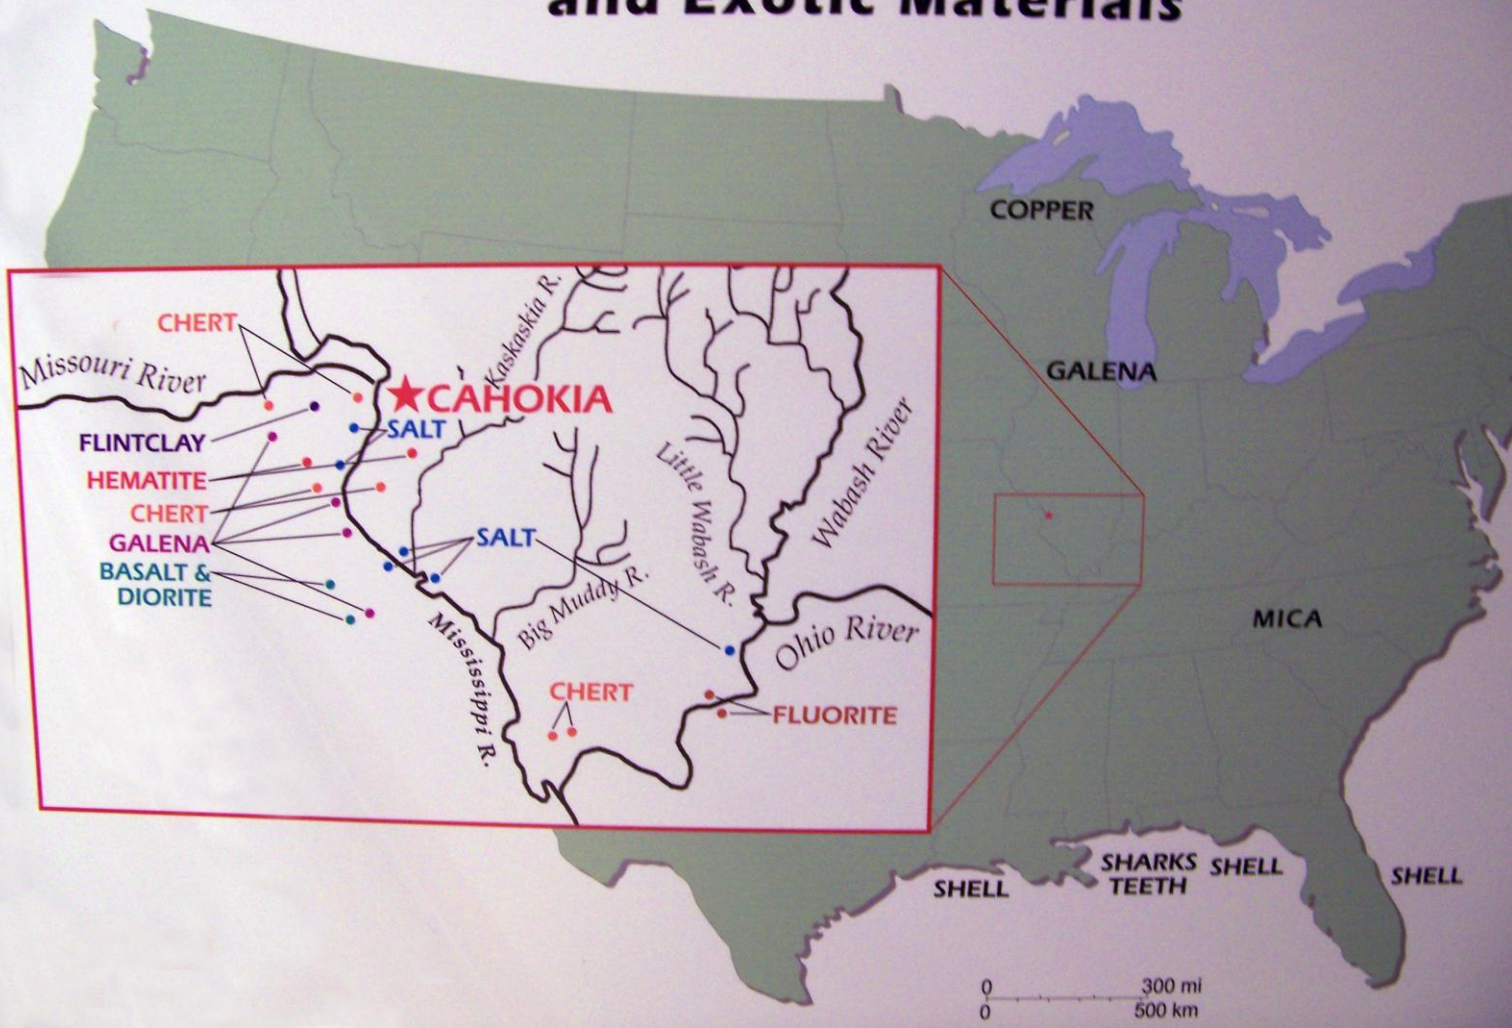 and Exotic Materials
COPPER
GALENA
MICA
SHELL
SHARKS
TEETH
SHELL
SHELL
0 300 mi
0 500 km
CHERT
Missouri River
Kaskaskia R.
CAHOKIA
FLINTCLAY
SALT
HEMATITE
CHERT
GALENA
BASALT &
DIORITE
SALT
Little Wabash R.
Wabash River
Big Muddy R.
Mississippi R.
Ohio River
CHERT
FLUORITE